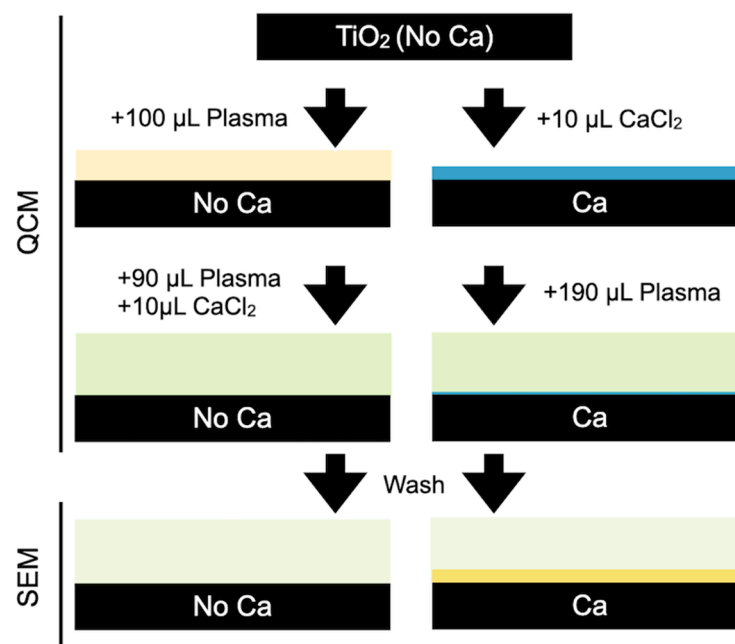 TiO₂ (No Ca)
+100 µL Plasma
+10 µL CaCl₂
No Ca
Ca
QCM
+90 µL Plasma
+10µL CaCl₂
+190 µL Plasma
No Ca
Ca
Wash
SEM
No Ca
Ca